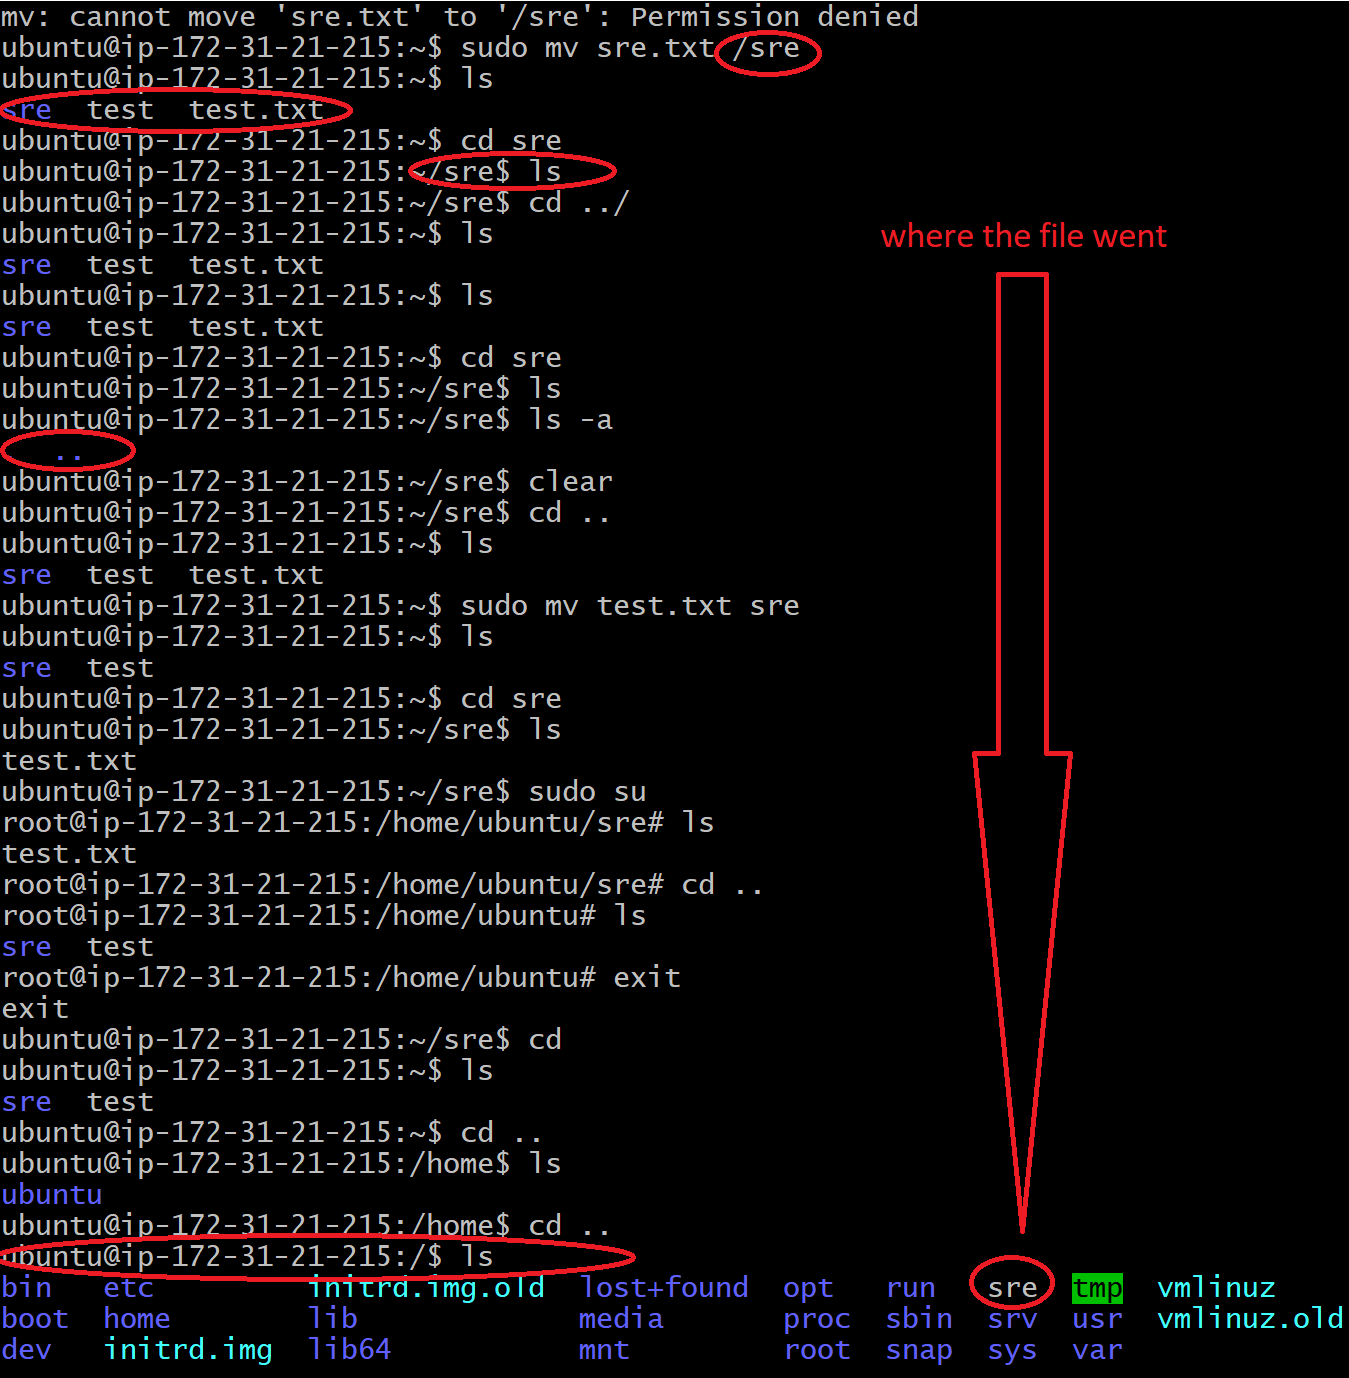 mv: cannot move 'sre.txt' to '/sre': Permission denied
ubuntu@ip-172-31-21-215:~$ sudo mv sre.txt /sre
ubuntu@ip-172-31-21-215:~$ ls
sre  test  test.txt
ubuntu@ip-172-31-21-215:~$ cd sre
ubuntu@ip-172-31-21-215:~/sre$ ls
ubuntu@ip-172-31-21-215:~/sre$ cd ../
ubuntu@ip-172-31-21-215:~$ ls
where the file went
sre  test  test.txt
ubuntu@ip-172-31-21-215:~$ ls
sre  test  test.txt
ubuntu@ip-172-31-21-215:~$ cd sre
ubuntu@ip-172-31-21-215:~/sre$ ls
ubuntu@ip-172-31-21-215:~/sre$ ls -a
..
ubuntu@ip-172-31-21-215:~/sre$ clear
ubuntu@ip-172-31-21-215:~/sre$ cd ..
ubuntu@ip-172-31-21-215:~$ ls
sre  test  test.txt
ubuntu@ip-172-31-21-215:~$ sudo mv test.txt sre
ubuntu@ip-172-31-21-215:~$ ls
sre  test
ubuntu@ip-172-31-21-215:~$ cd sre
ubuntu@ip-172-31-21-215:~/sre$ ls
test.txt
ubuntu@ip-172-31-21-215:~/sre$ sudo su
root@ip-172-31-21-215:/home/ubuntu/sre# ls
test.txt
root@ip-172-31-21-215:/home/ubuntu/sre# cd ..
root@ip-172-31-21-215:/home/ubuntu# ls
sre  test
root@ip-172-31-21-215:/home/ubuntu# exit
exit
ubuntu@ip-172-31-21-215:~/sre$ cd
ubuntu@ip-172-31-21-215:~$ ls
sre  test
ubuntu@ip-172-31-21-215:~$ cd ..
ubuntu@ip-172-31-21-215:/home$ ls
ubuntu
ubuntu@ip-172-31-21-215:/home$ cd ..
ubuntu@ip-172-31-21-215:/$ ls
bin   etc         initrd.img.old  lost+found  opt   run   sre  tmp  vmlinuz
boot  home        lib             media       proc  sbin  srv  usr  vmlinuz.old
dev   initrd.img  lib64           mnt         root  snap  sys  var